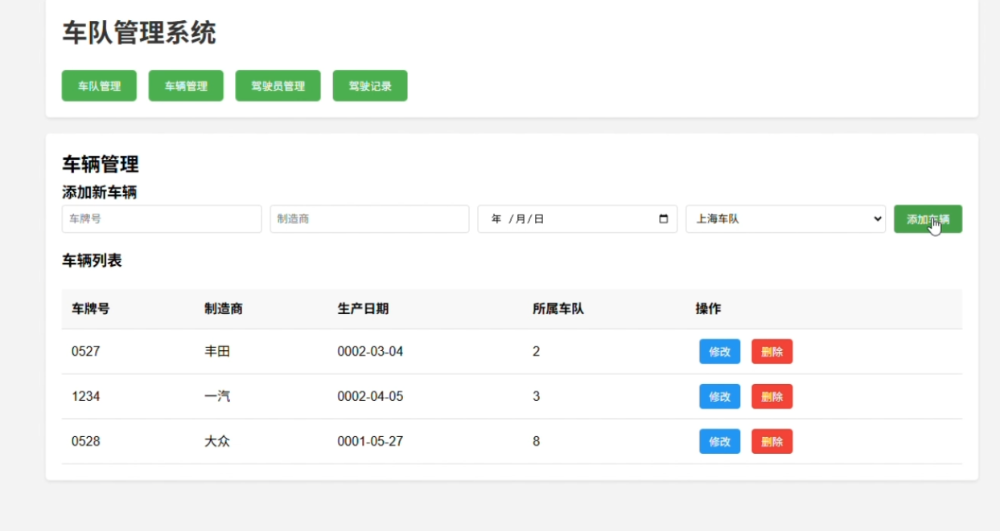 车队管理系统
车队管理 车辆管理 驾驶员管理 驾驶记录
车辆管理
添加新车辆
车牌号 制造商 年 /月/日 上海车队 添加车辆
车辆列表
车牌号 制造商 生产日期 所属车队 操作
0527 丰田 0002-03-04 2 修改 删除
1234 一汽 0002-04-05 3 修改 删除
0528 大众 0001-05-27 8 修改 删除